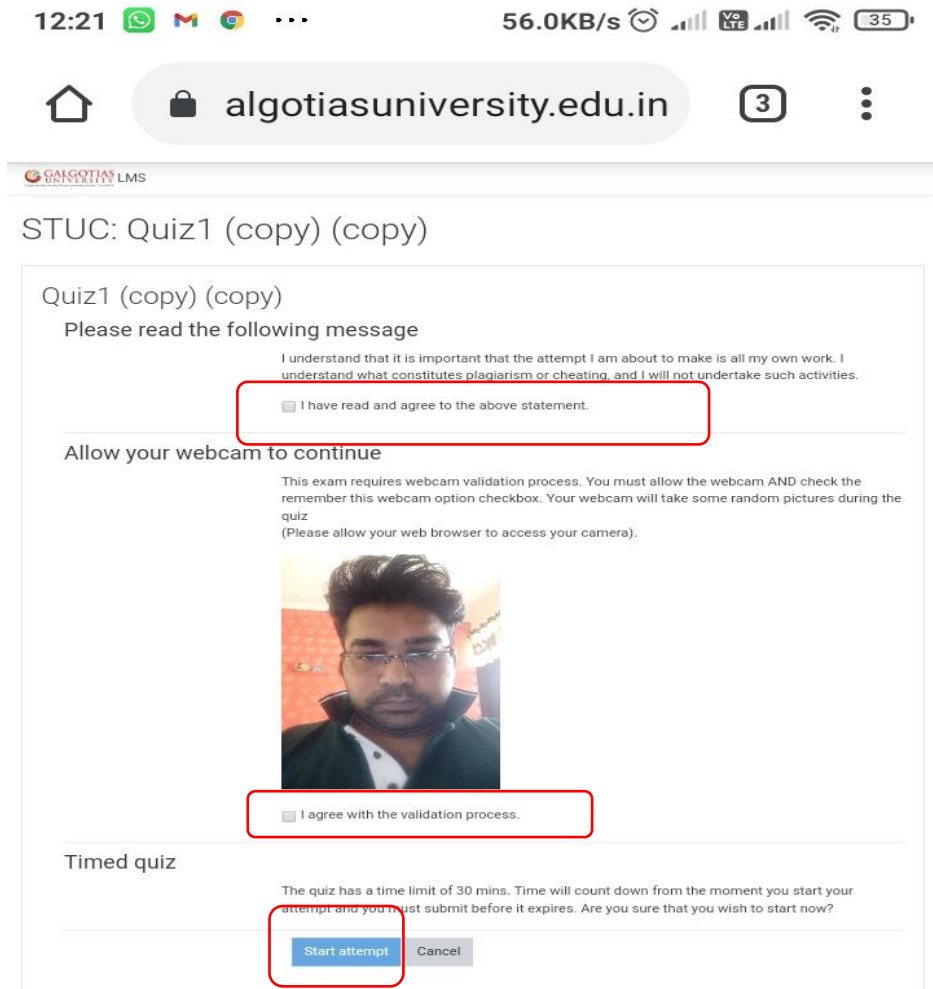 12:21 ... 56.0KB/s Vo LTE 35
algotiasuniversity.edu.in 3
GALGOTIAS
UNIVERSITY LMS
STUC: Quiz1 (copy) (copy)
Quiz1 (copy) (copy)
Please read the following message
I understand that it is important that the attempt I am about to make is all my own work. I
understand what constitutes plagiarism or cheating, and I will not undertake such activities.
I have read and agree to the above statement.
Allow your webcam to continue
This exam requires webcam validation process. You must allow the webcam AND check the
remember this webcam option checkbox. Your webcam will take some random pictures during the
quiz
(Please allow your web browser to access your camera).
I agree with the validation process.
Timed quiz
The quiz has a time limit of 30 mins. Time will count down from the moment you start your
attempt and you must submit before it expires. Are you sure that you wish to start now?
Start attempt Cancel